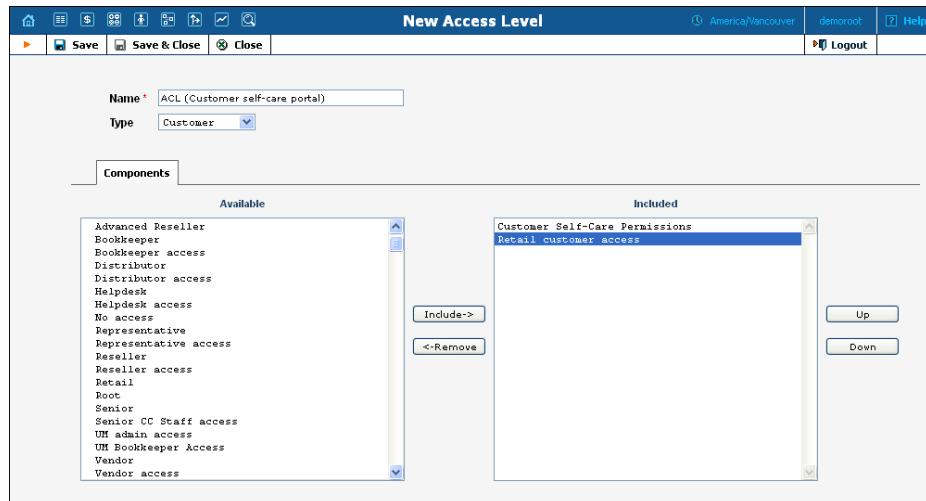 New Access Level
America/Vancouver
demoroot
? Help
Save
Save & Close
Close
Logout
Name *
ACL (Customer self-care portal)
Type
Customer
Components
Available
Included
Advanced Reseller
Bookkeeper
Bookkeeper access
Distributor
Distributor access
Helpdesk
Helpdesk access
No access
Representative
Representative access
Reseller
Reseller access
Retail
Root
Senior
Senior CC Staff access
UM admin access
UM Bookkeeper Access
Vendor
Vendor access
Include->
<-Remove
Customer Self-Care Permissions
Retail customer access
Up
Down